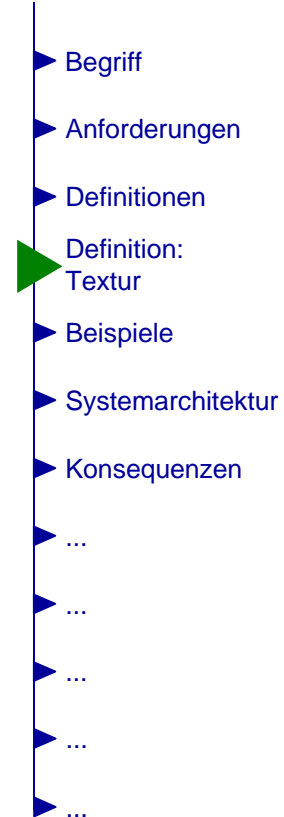 Begriff
Anforderungen
Definitionen
Definition:
Textur
Beispiele
Systemarchitektur
Konsequenzen
...
...
...
...
...